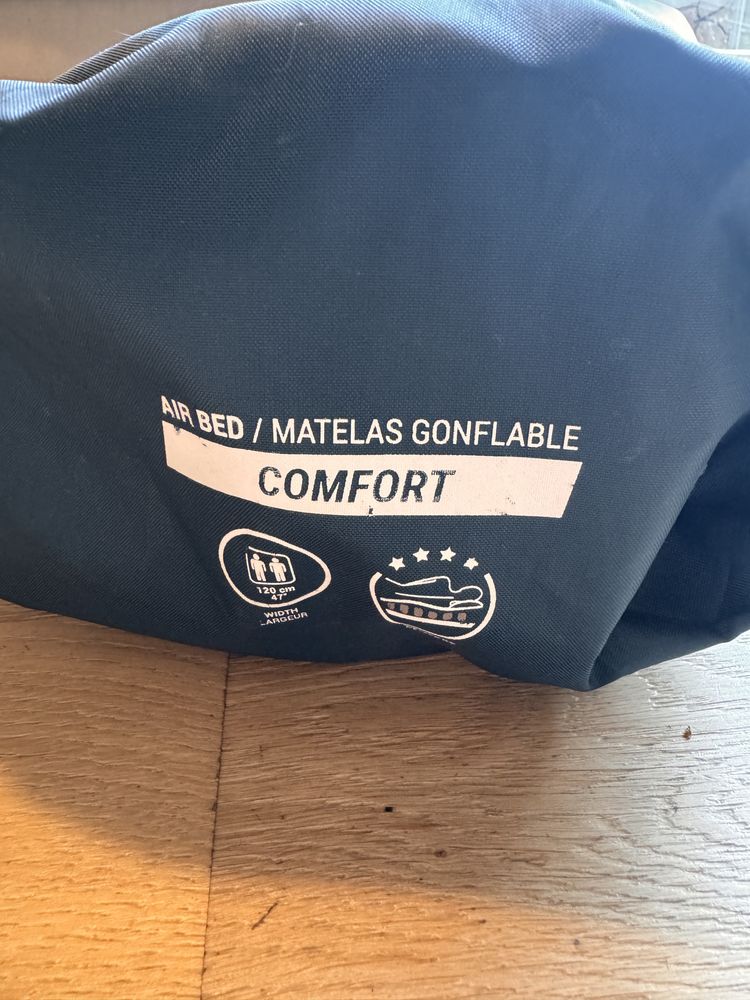 AIR BED / MATELAS GONFLABLE
COMFORT
120 cm
47"
WIDTH
LARGEUR